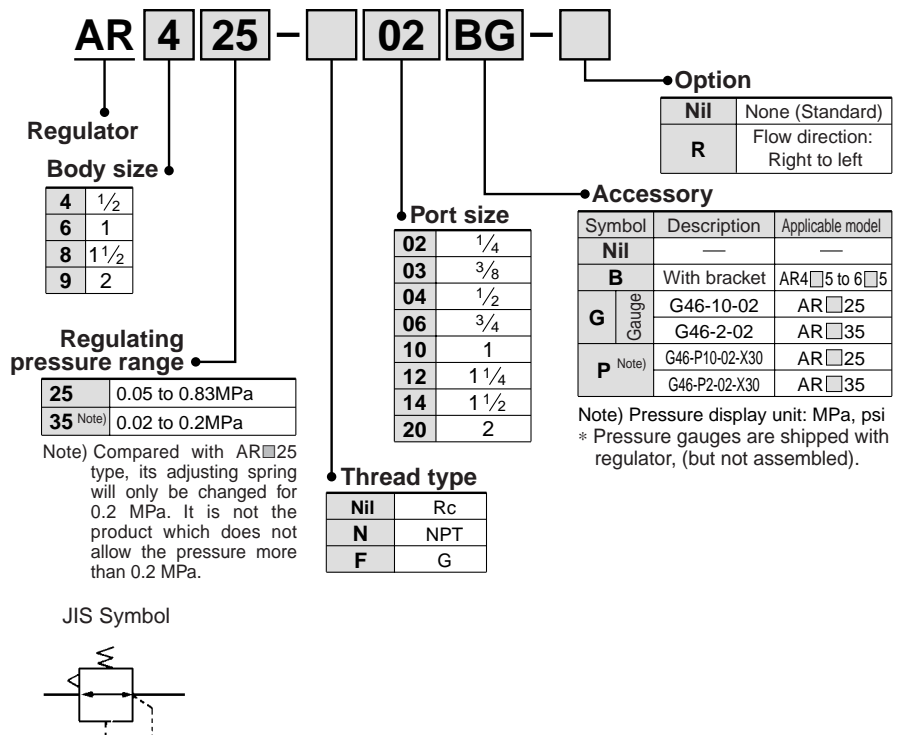 AR 4 25 – □ 02 BG – □
Option
Nil None (Standard)
R Flow direction:
Right to left
Regulator
Body size
4 1/2
6 1
8 1 1/2
9 2
Accessory
Symbol Description Applicable model
Nil — —
B With bracket AR4□5 to 6□5
G Gauge G46-10-02 AR□25
G46-2-02 AR□35
P Note) G46-P10-02-X30 AR□25
G46-P2-02-X30 AR□35
Note) Pressure display unit: MPa, psi
∗ Pressure gauges are shipped with
regulator, (but not assembled).
Port size
02 1/4
03 3/8
04 1/2
06 3/4
10 1
12 1 1/4
14 1 1/2
20 2
Regulating
pressure range
25 0.05 to 0.83MPa
35 Note) 0.02 to 0.2MPa
Note) Compared with AR■25
type, its adjusting spring
will only be changed for
0.2 MPa. It is not the
product which does not
allow the pressure more
than 0.2 MPa.
Thread type
Nil Rc
N NPT
F G
JIS Symbol